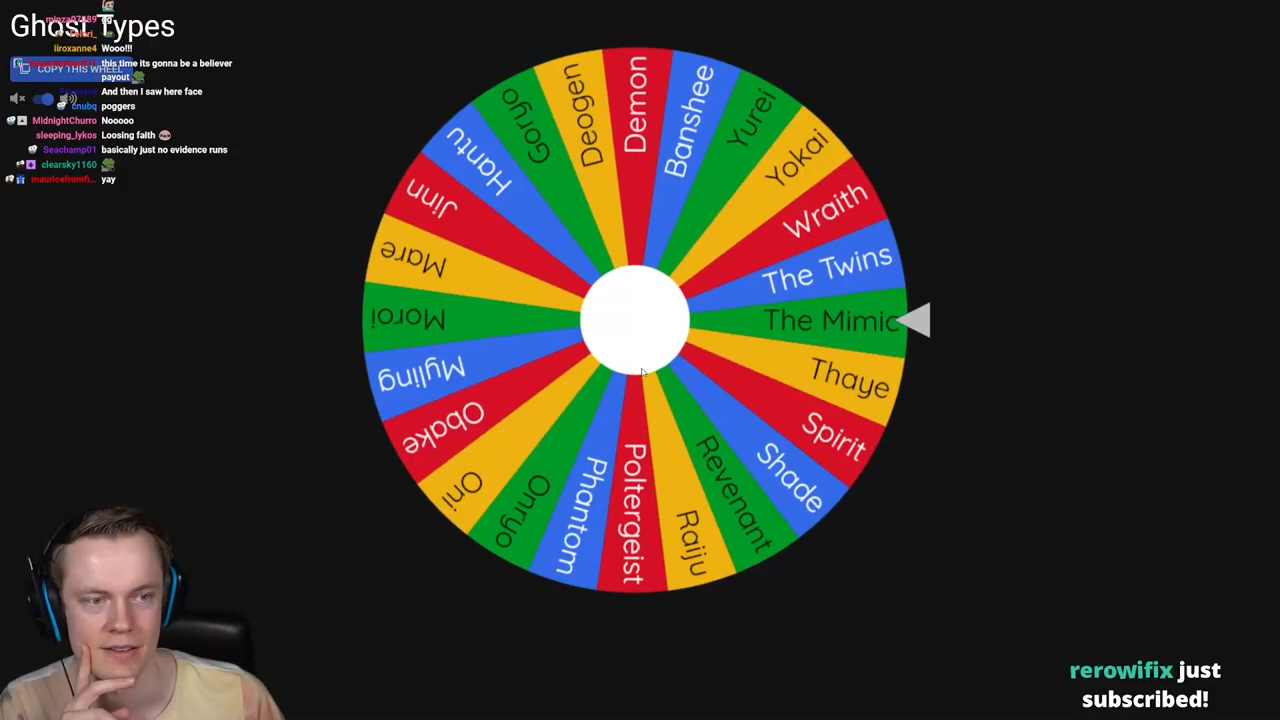 Ghost Types
minza07089 gg
iiroxanne4 Wooo!!!
this time its gonna be a believer
payout
COPY THIS WHEEL
And then I saw here face
cnubq poggers
MidnightChurro Nooooo
sleeping_lykos Loosing faith
Seachamp01 basically just no evidence runs
clearsky1160
mauricefromfi... yay
Demon
Banshee
Yurei
Yokai
Wraith
The Twins
The Mimic
Thaye
Spirit
Shade
Revenant
Raiju
Poltergeist
Phantom
Onryo
Oni
Obake
Myling
Moroi
Mare
Jinn
Hantu
Goryo
Deogen
rerowifix just
subscribed!